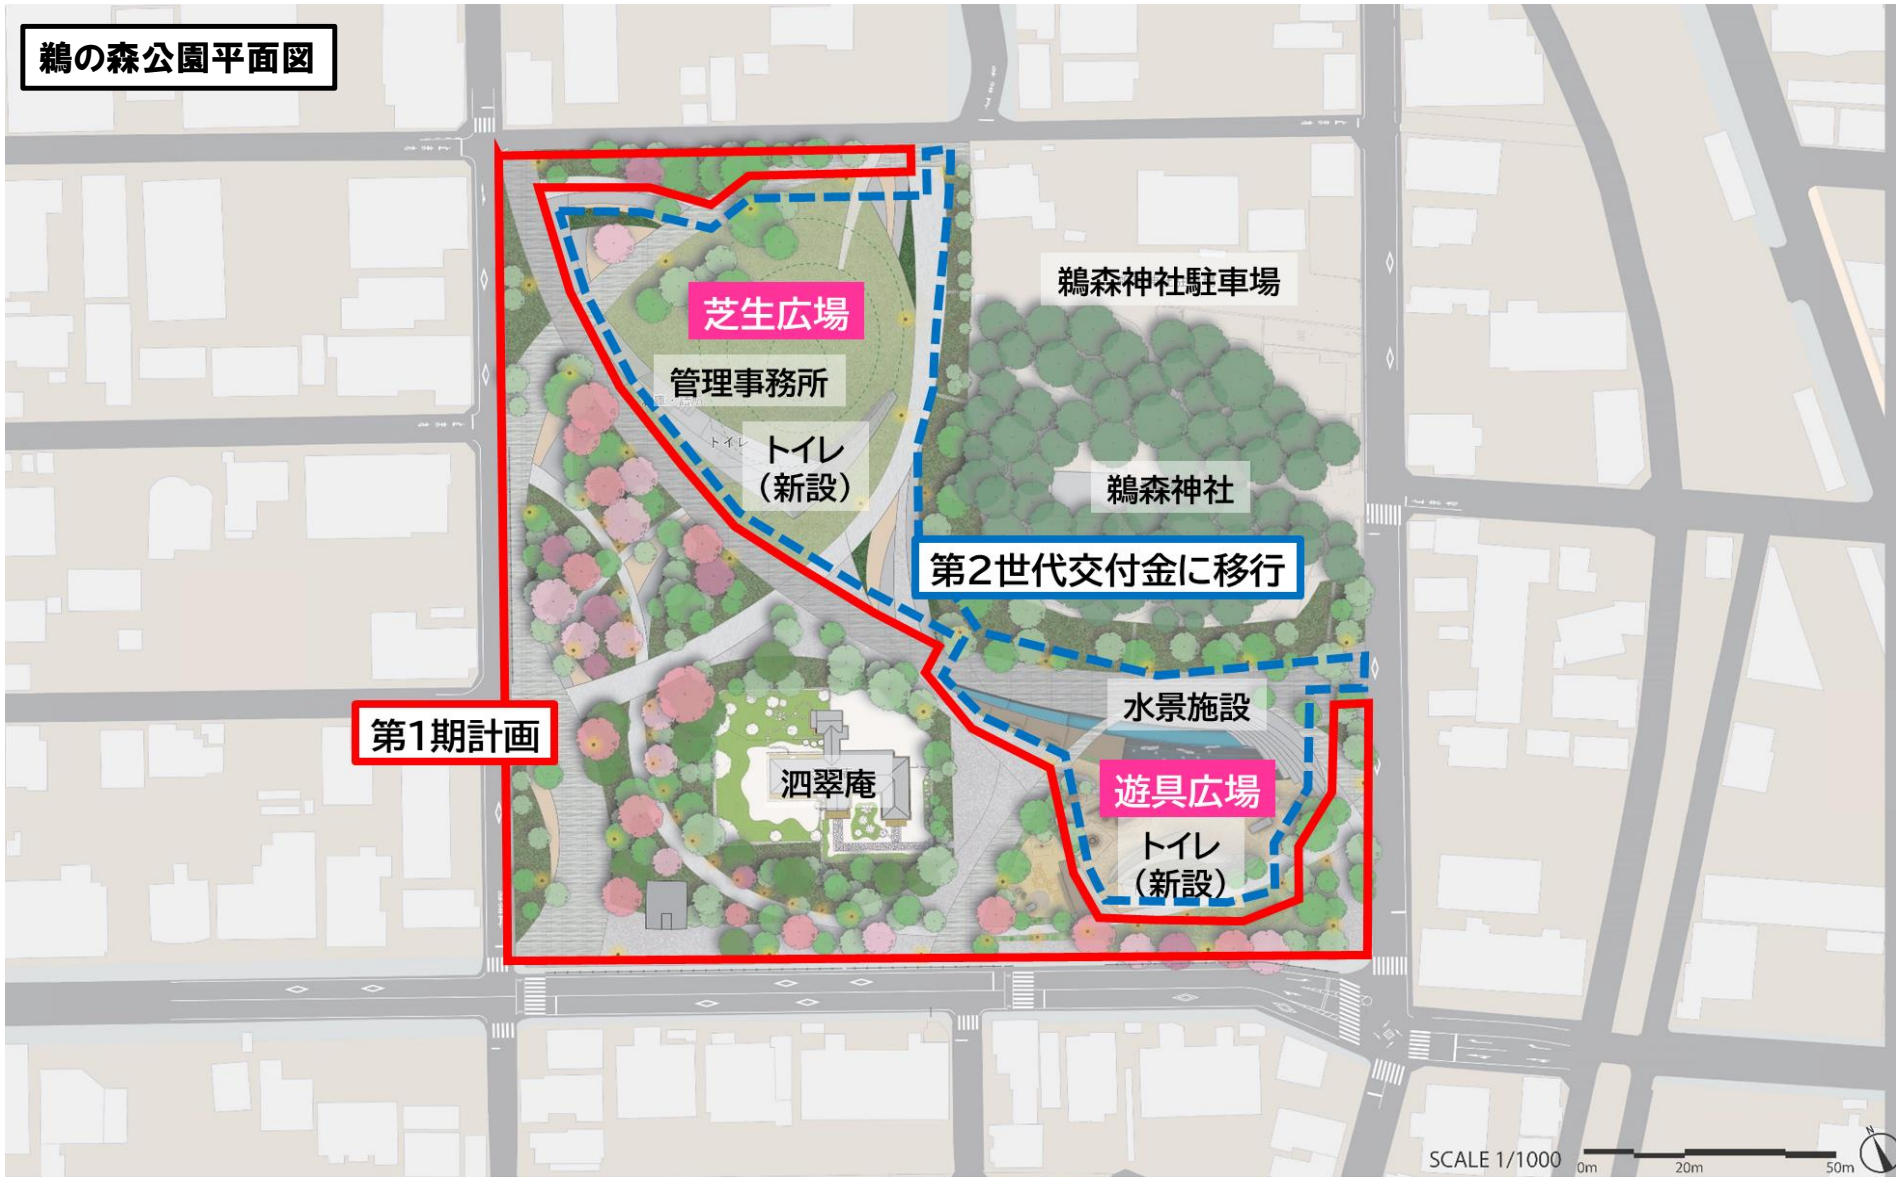 鵜の森公園平面図
芝生広場
管理事務所
トイレ
トイレ
（新設）
鵜森神社駐車場
鵜森神社
第2世代交付金に移行
第1期計画
泗翠庵
水景施設
遊具広場
トイレ
（新設）
SCALE 1/1000
0m
20m
50m
N